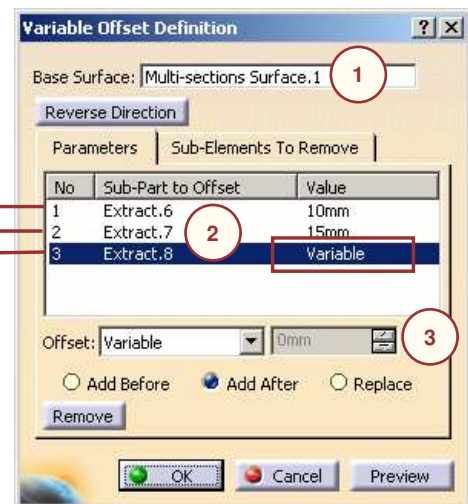 Variable Offset Definition ? X
Base Surface: Multi-sections Surface.1 1
Reverse Direction
Parameters Sub-Elements To Remove
No Sub-Part to Offset Value
1 Extract.6 10mm
2 Extract.7 15mm
3 Extract.8 Variable
2
Offset: Variable 0mm 3
Add Before Add After Replace
Remove
OK Cancel Preview